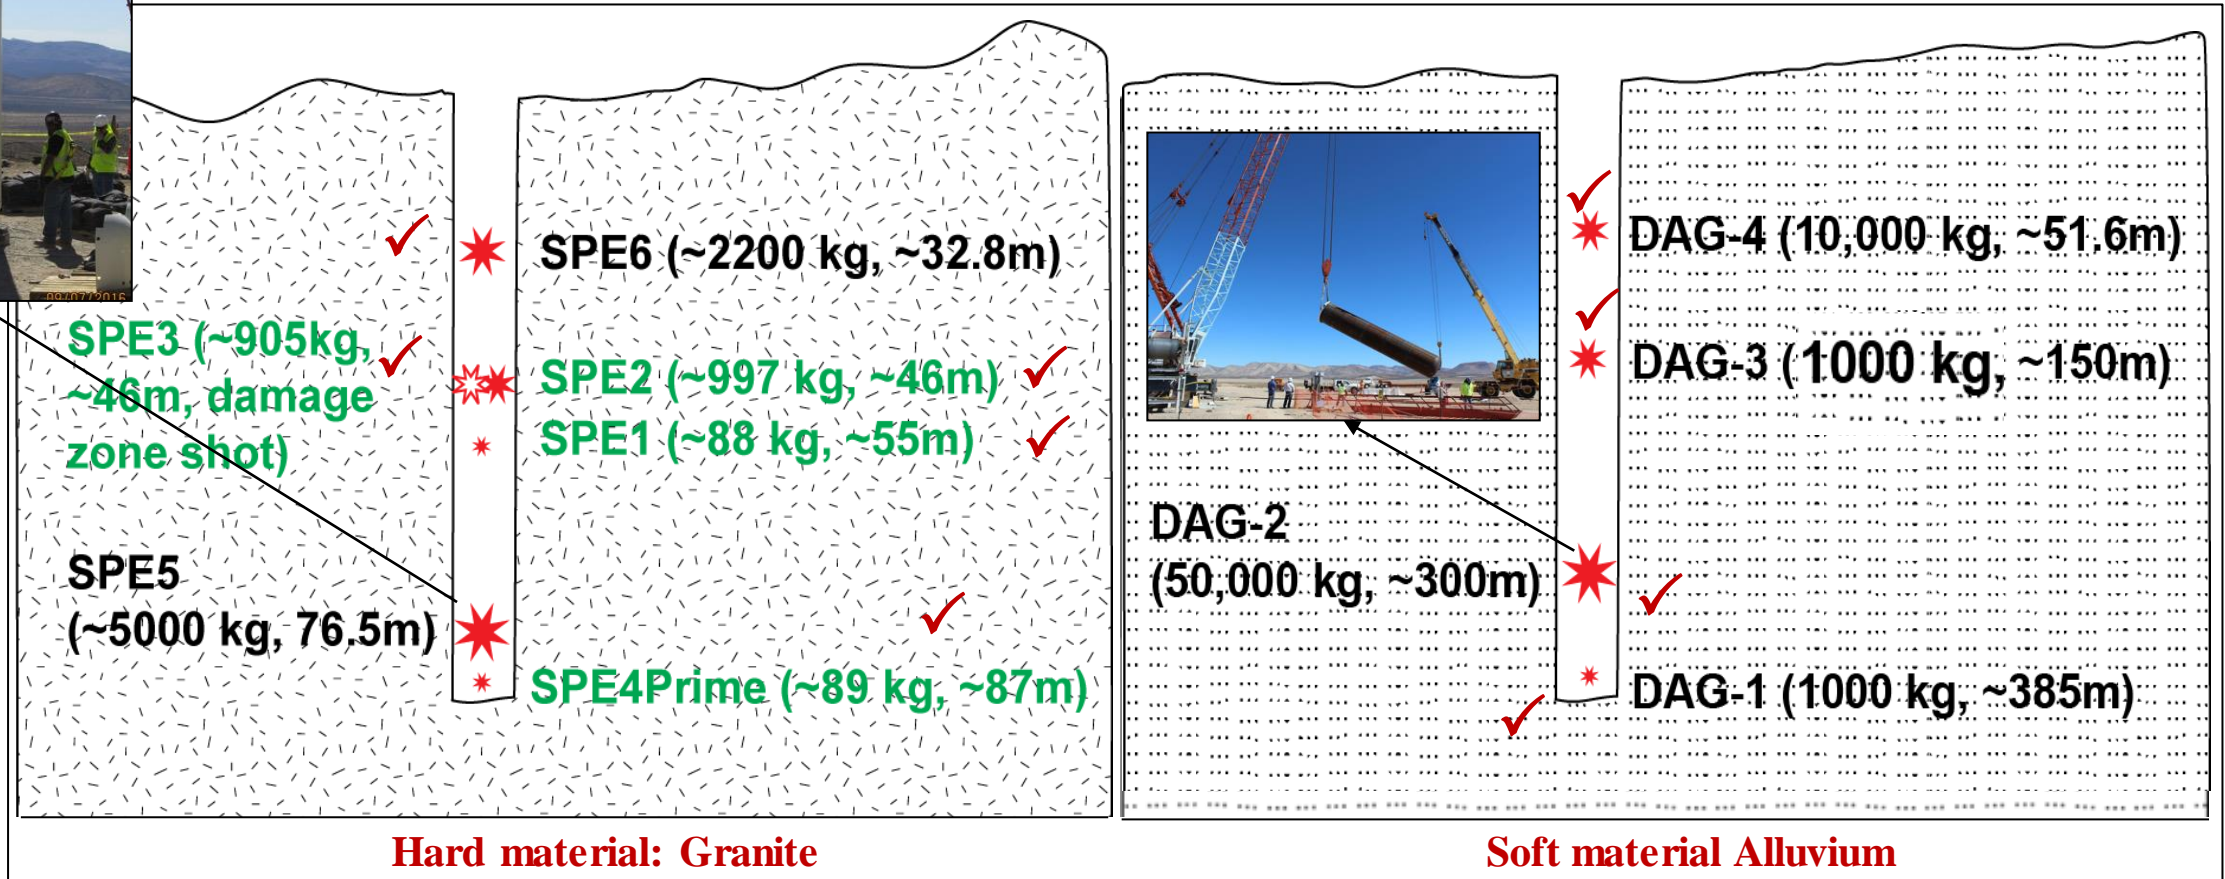 09/07/2016
SPE6 (~2200 kg, ~32.8m)
SPE3 (~905kg,
~46m, damage
zone shot)
SPE2 (~997 kg, ~46m)
SPE1 (~88 kg, ~55m)
SPE5
(~5000 kg, 76.5m)
SPE4Prime (~89 kg, ~87m)
Hard material: Granite
DAG-4 (10,000 kg, ~51.6m)
DAG-3 (1000 kg, ~150m)
DAG-2
(50,000 kg, ~300m)
DAG-1 (1000 kg, ~385m)
Soft material Alluvium